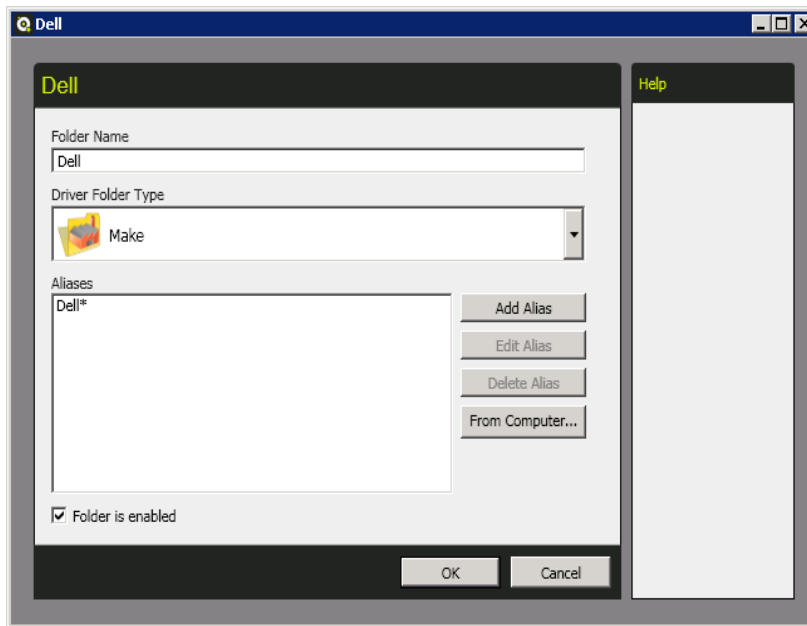 Dell
Dell
Help
Folder Name
Dell
Driver Folder Type
Make
Aliases
Dell*
Add Alias
Edit Alias
Delete Alias
From Computer...
Folder is enabled
OK
Cancel